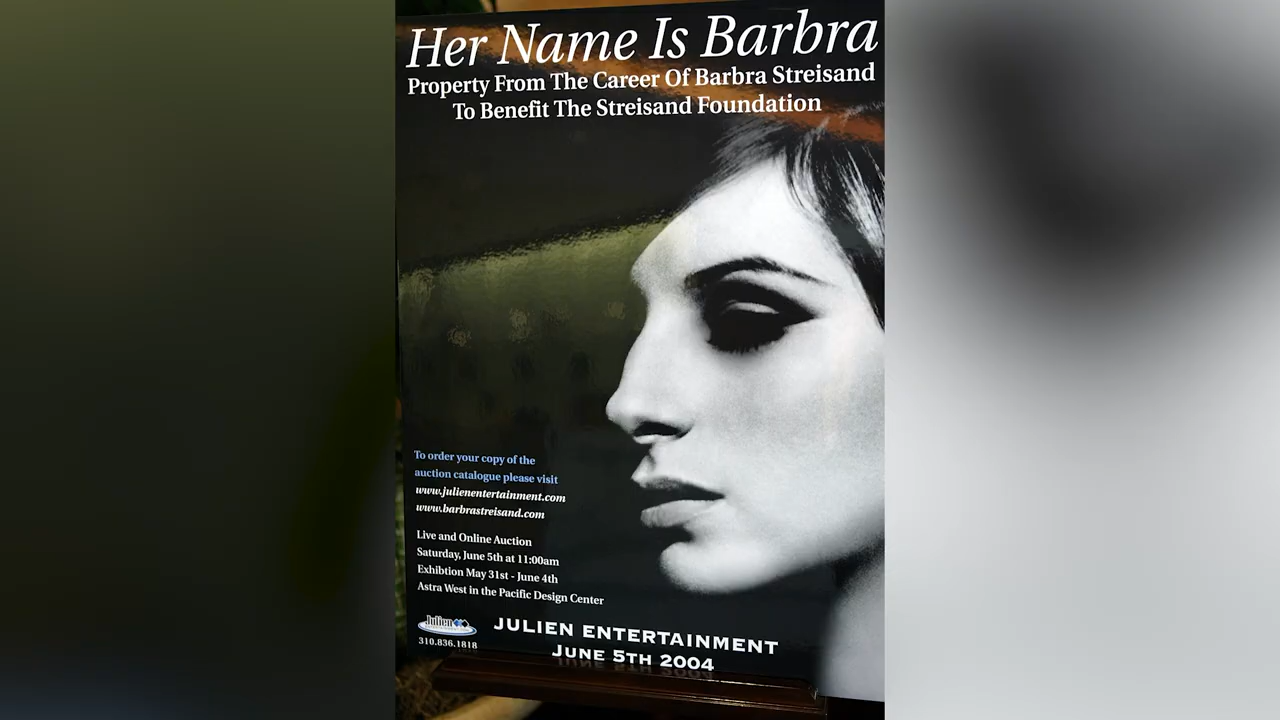 Her Name Is Barbra
Property From The Career Of Barbra Streisand
To Benefit The Streisand Foundation
To order your copy of the
auction catalogue please visit
www.julienentertainment.com
www.barbrastreisand.com
Live and Online Auction
Saturday, June 5th at 11:00am
Exhibtion May 31st - June 4th
Astra West in the Pacific Design Center
Julien
310.836.1818
JULIEN ENTERTAINMENT
JUNE 5TH 2004